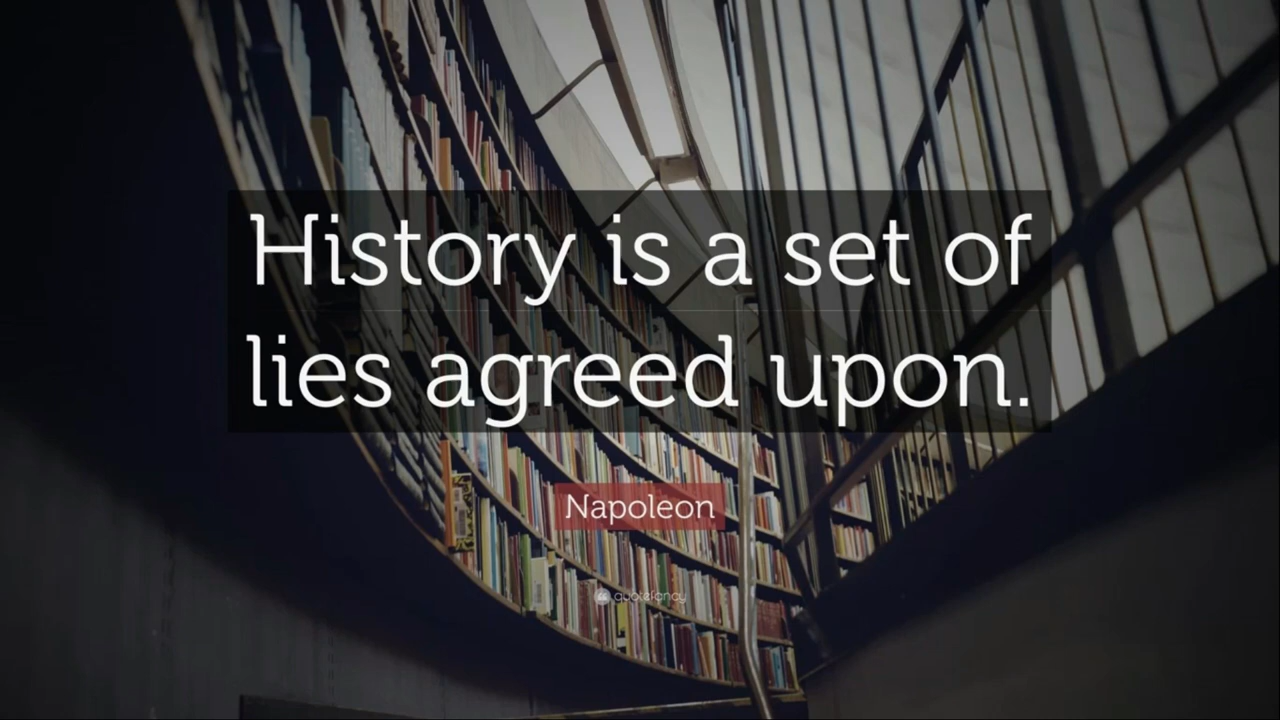 History is a set of
lies agreed upon.
Napoleon
quotefancy